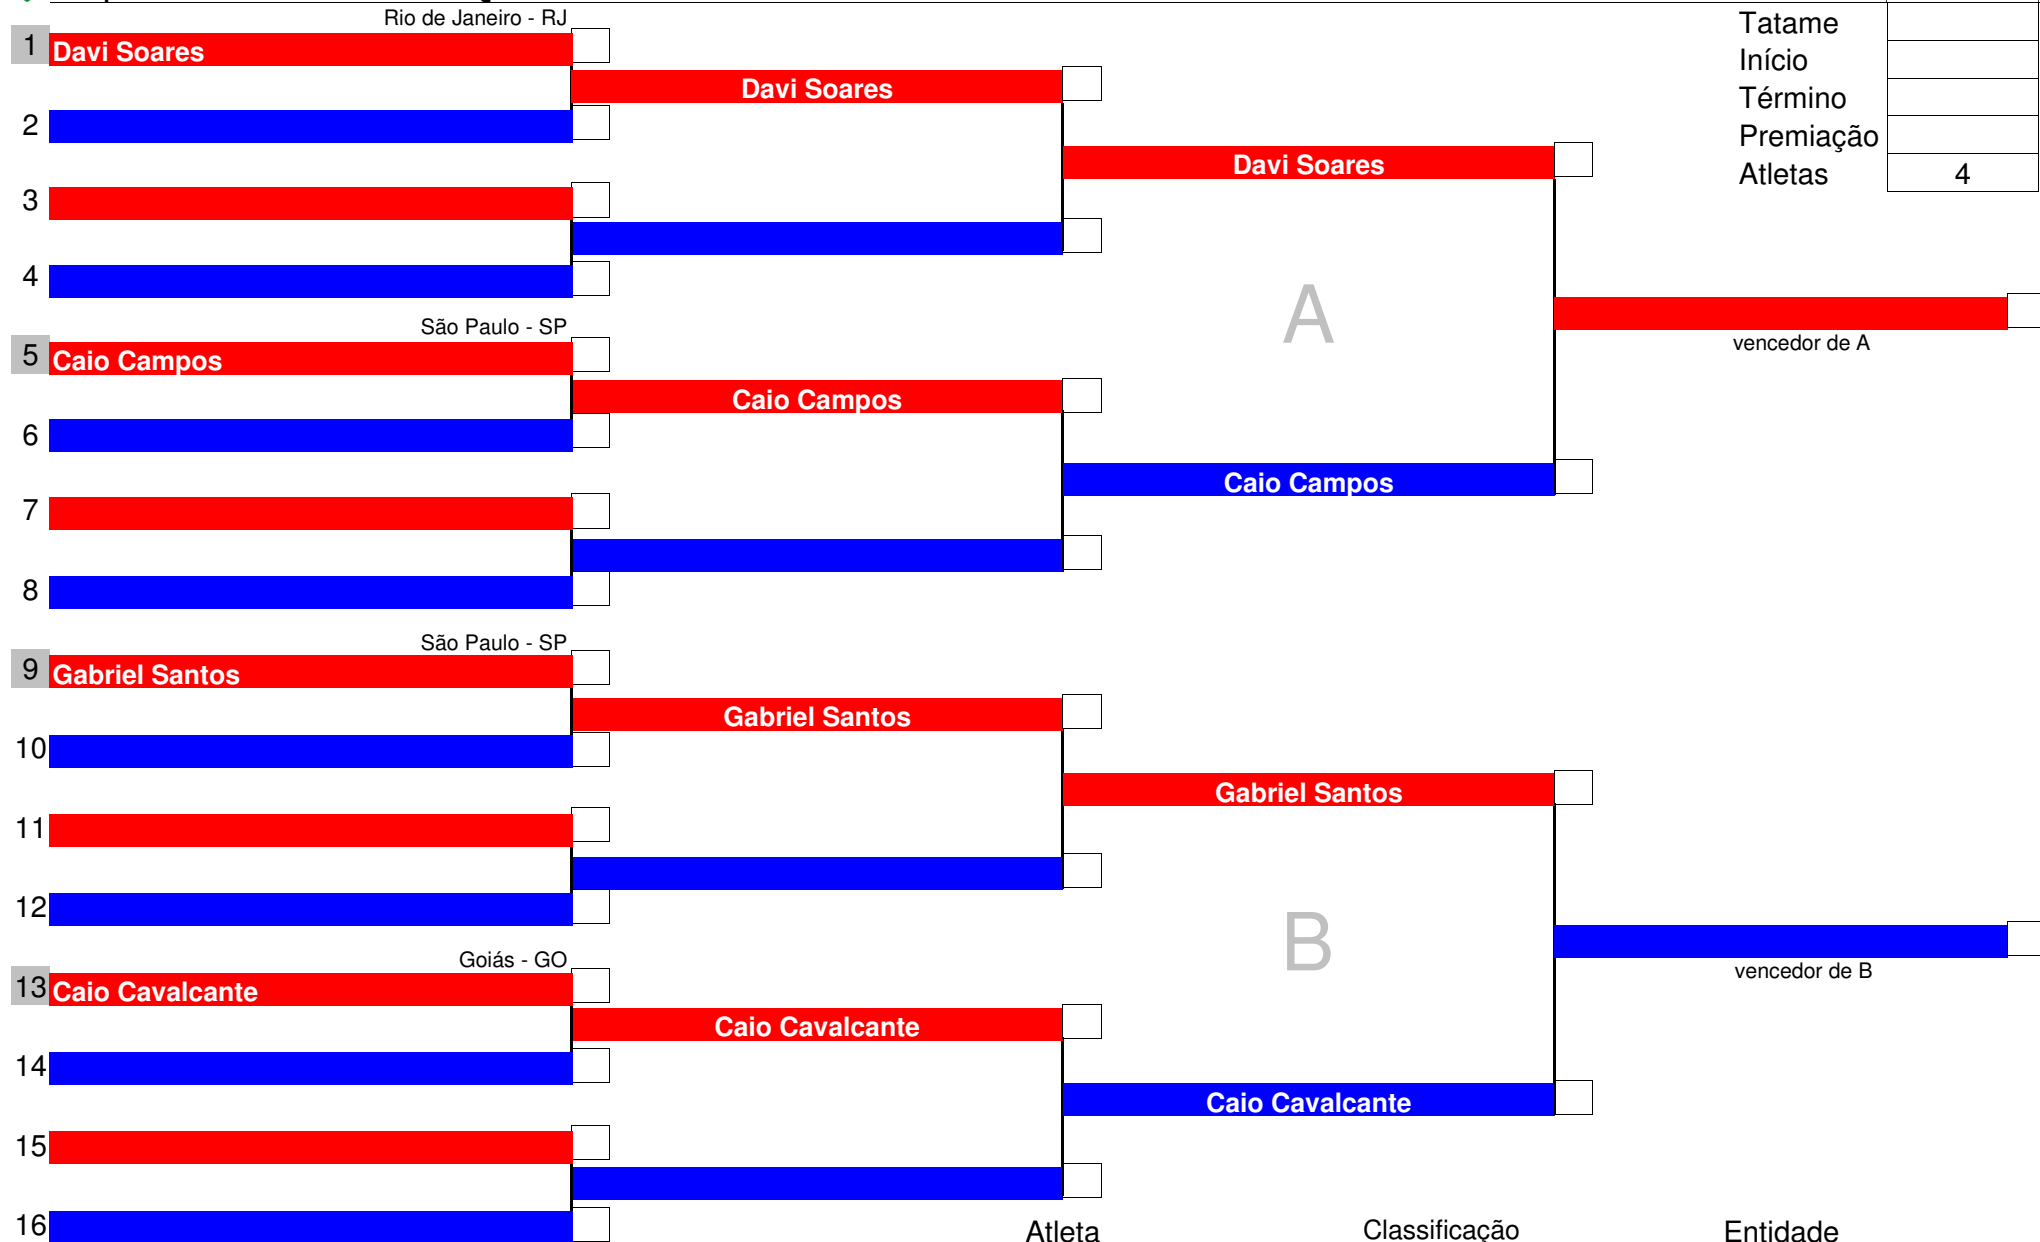 Rio de Janeiro - RJ
1 Davi Soares
2
3
4
São Paulo - SP
5 Caio Campos
6
7
8
São Paulo - SP
9 Gabriel Santos
10
11
12
Goiás - GO
13 Caio Cavalcante
14
15
16
Davi Soares
Caio Campos
Gabriel Santos
Caio Cavalcante
Davi Soares
A
Caio Campos
Gabriel Santos
B
Caio Cavalcante
vencedor de A
vencedor de B
Tatame
Início
Término
Premiação
Atletas 4
Atleta Classificação Entidade